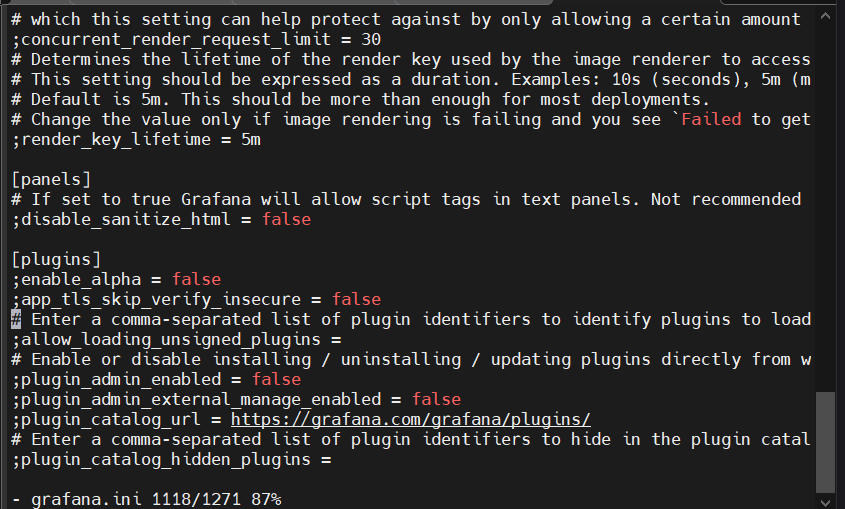 # which this setting can help protect against by only allowing a certain amount
;concurrent_render_request_limit = 30
# Determines the lifetime of the render key used by the image renderer to access
# This setting should be expressed as a duration. Examples: 10s (seconds), 5m (m
# Default is 5m. This should be more than enough for most deployments.
# Change the value only if image rendering is failing and you see `Failed to get
;render_key_lifetime = 5m

[panels]
# If set to true Grafana will allow script tags in text panels. Not recommended
;disable_sanitize_html = false

[plugins]
;enable_alpha = false
;app_tls_skip_verify_insecure = false
# Enter a comma-separated list of plugin identifiers to identify plugins to load
;allow_loading_unsigned_plugins =
# Enable or disable installing / uninstalling / updating plugins directly from w
;plugin_admin_enabled = false
;plugin_admin_external_manage_enabled = false
;plugin_catalog_url = https://grafana.com/grafana/plugins/
# Enter a comma-separated list of plugin identifiers to hide in the plugin catal
;plugin_catalog_hidden_plugins =

- grafana.ini 1118/1271 87%